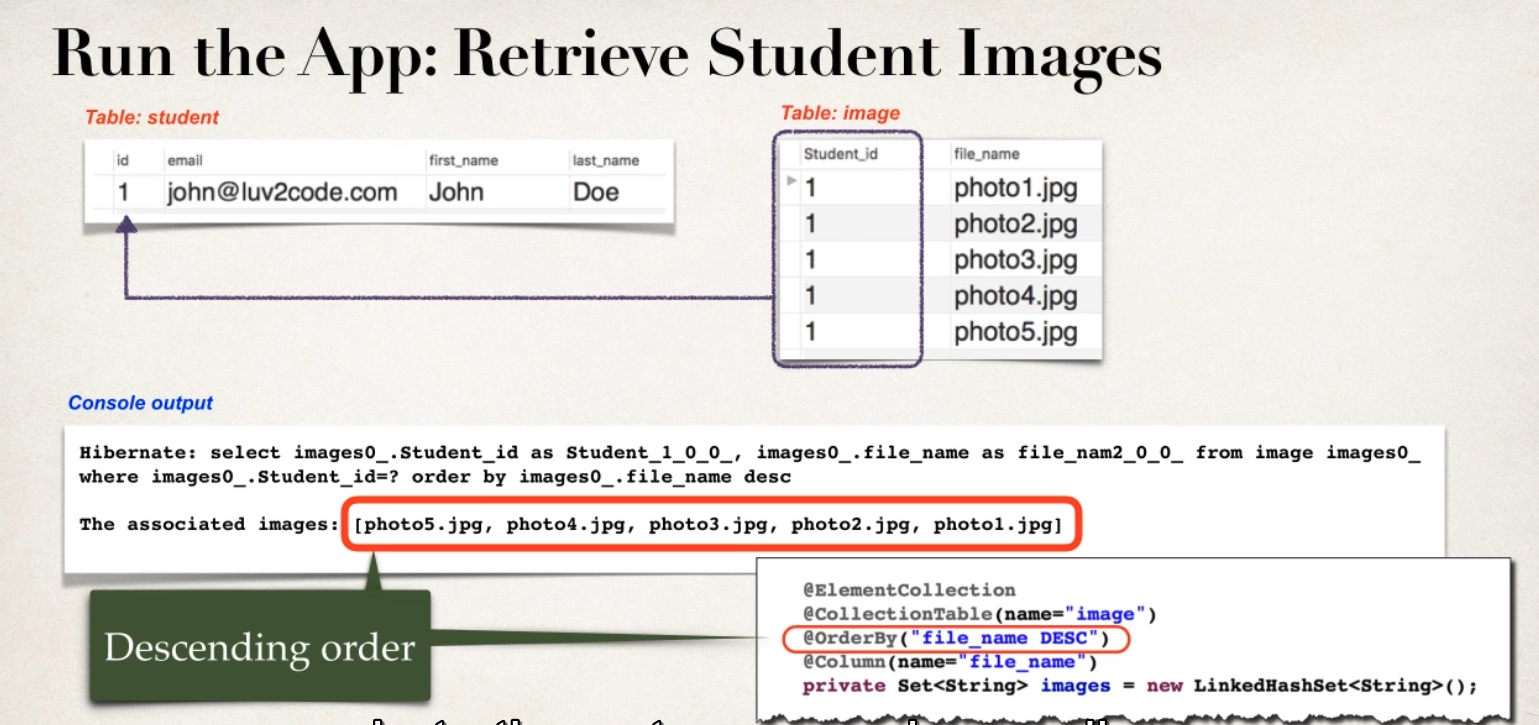 Run the App: Retrieve Student Images
Table: student
id email first_name last_name
1 john@luv2code.com John Doe
Table: image
Student_id file_name
1 photo1.jpg
1 photo2.jpg
1 photo3.jpg
1 photo4.jpg
1 photo5.jpg
Console output
Hibernate: select images0_.Student_id as Student_1_0_0_, images0_.file_name as file_nam2_0_0_ from image images0_
where images0_.Student_id=? order by images0_.file_name desc
The associated images: [photo5.jpg, photo4.jpg, photo3.jpg, photo2.jpg, photo1.jpg]
Descending order
@ElementCollection
@CollectionTable(name="image")
@OrderBy("file_name DESC")
@Column(name="file_name")
private Set<String> images = new LinkedHashSet<String>();